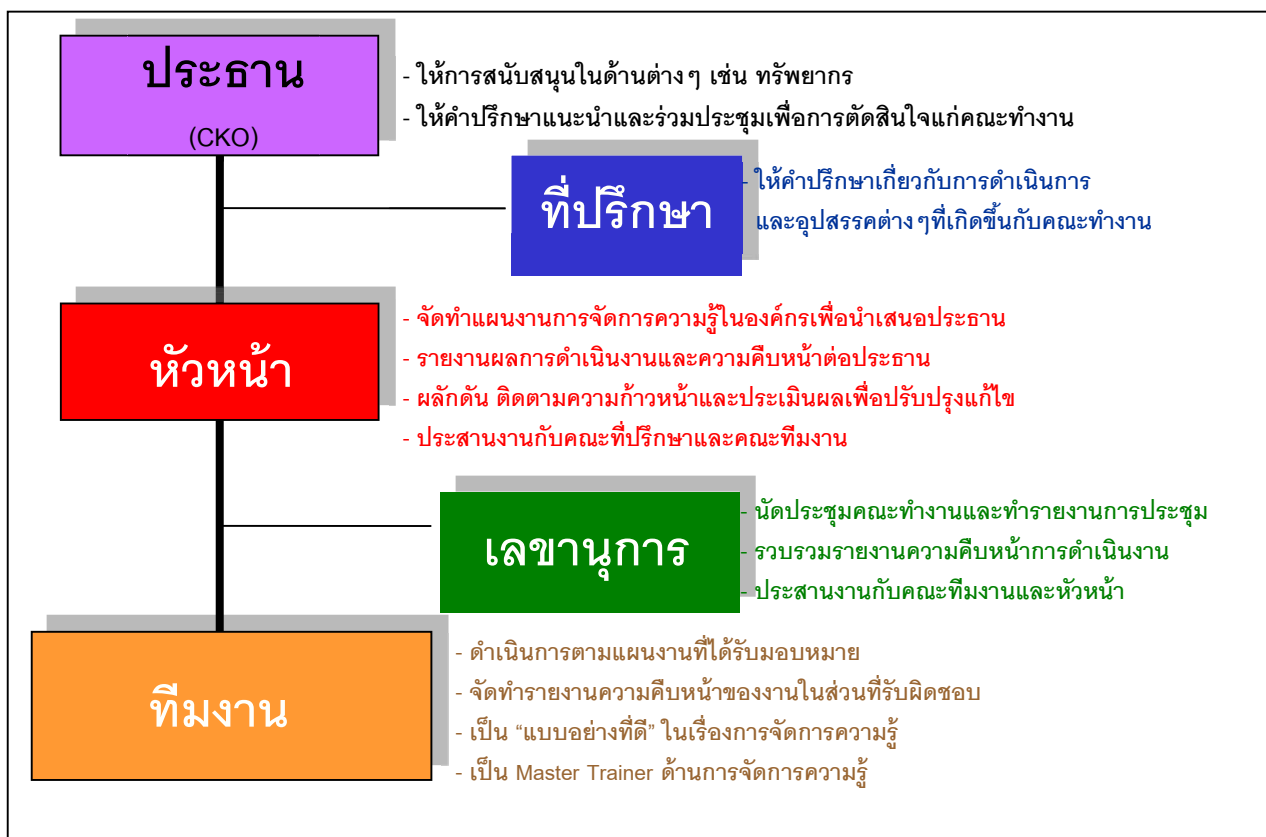 ประธาน
(CKO)
- ให้การสนับสนุนในด้านต่างๆ เช่น ทรัพยากร
- ให้คำปรึกษาแนะนำและร่วมประชุมเพื่อการตัดสินใจแก่คณะทำงาน
ที่ปรึกษา
- ให้คำปรึกษาเกี่ยวกับการดำเนินการ
และอุปสรรคต่างๆที่เกิดขึ้นกับคณะทำงาน
หัวหน้า
- จัดทำแผนงานการจัดการความรู้ในองค์กรเพื่อนำเสนอประธาน
- รายงานผลการดำเนินงานและความคืบหน้าต่อประธาน
- ผลักดัน ติดตามความก้าวหน้าและประเมินผลเพื่อปรับปรุงแก้ไข
- ประสานงานกับคณะที่ปรึกษาและคณะทีมงาน
เลขานุการ
- นัดประชุมคณะทำงานและทำรายงานการประชุม
- รวบรวมรายงานความคืบหน้าการดำเนินงาน
- ประสานงานกับคณะทีมงานและหัวหน้า
ทีมงาน
- ดำเนินการตามแผนงานที่ได้รับมอบหมาย
- จัดทำรายงานความคืบหน้าของงานในส่วนที่รับผิดชอบ
- เป็น “แบบอย่างที่ดี” ในเรื่องการจัดการความรู้
- เป็น Master Trainer ด้านการจัดการความรู้